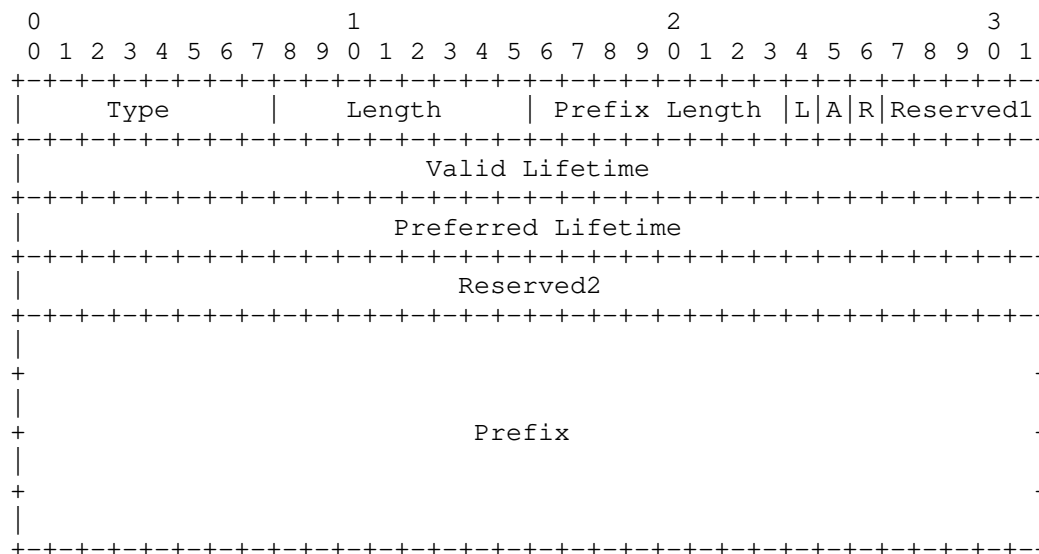 0                   1                   2                   3
0 1 2 3 4 5 6 7 8 9 0 1 2 3 4 5 6 7 8 9 0 1 2 3 4 5 6 7 8 9 0 1
+-+-+-+-+-+-+-+-+-+-+-+-+-+-+-+-+-+-+-+-+-+-+-+-+-+-+-+-+-+-+-+-
|     Type      |    Length     | Prefix Length |L|A|R|Reserved1
+-+-+-+-+-+-+-+-+-+-+-+-+-+-+-+-+-+-+-+-+-+-+-+-+-+-+-+-+-+-+-+-
|                         Valid Lifetime
+-+-+-+-+-+-+-+-+-+-+-+-+-+-+-+-+-+-+-+-+-+-+-+-+-+-+-+-+-+-+-+-
|                       Preferred Lifetime
+-+-+-+-+-+-+-+-+-+-+-+-+-+-+-+-+-+-+-+-+-+-+-+-+-+-+-+-+-+-+-+-
|                           Reserved2
+-+-+-+-+-+-+-+-+-+-+-+-+-+-+-+-+-+-+-+-+-+-+-+-+-+-+-+-+-+-+-+-
|
+                                                               -
|
+                            Prefix                             -
|
+                                                               -
|
+-+-+-+-+-+-+-+-+-+-+-+-+-+-+-+-+-+-+-+-+-+-+-+-+-+-+-+-+-+-+-+-